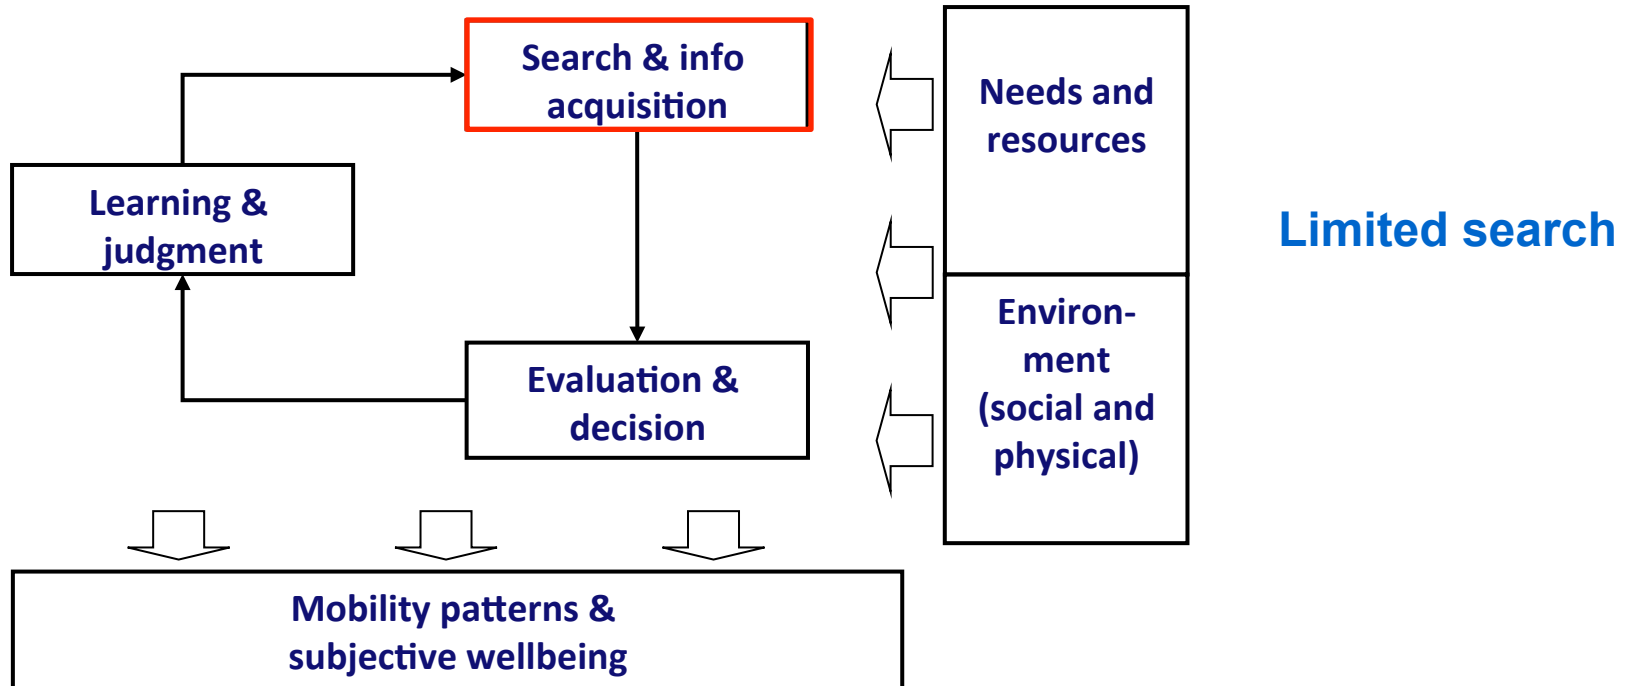 Search & info
acquisition
Needs and
resources
Learning &
judgment
Limited search
Environ-
ment
(social and
physical)
Evaluation &
decision
Mobility patterns &
subjective wellbeing